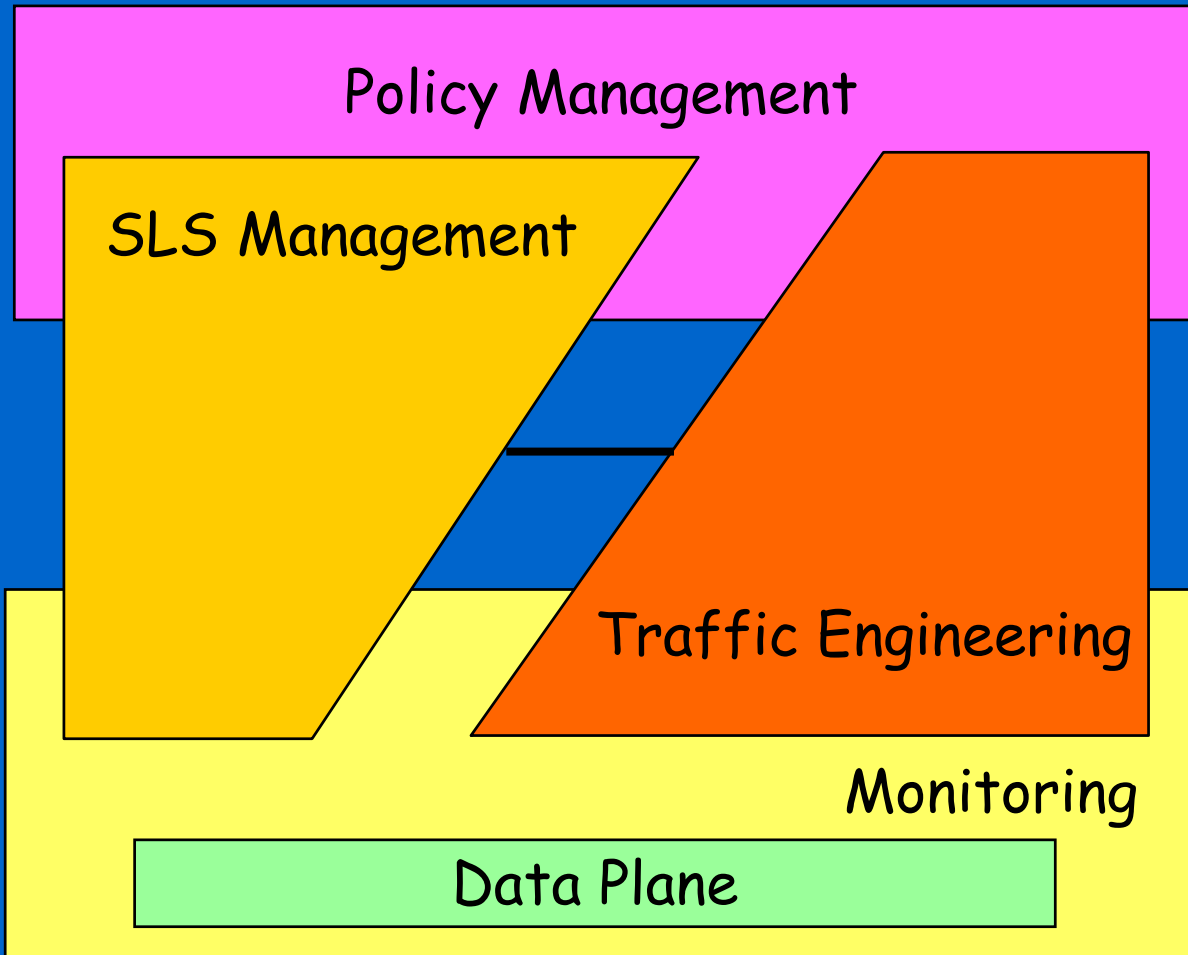 Policy Management
SLS Management
Traffic Engineering
Monitoring
Data Plane